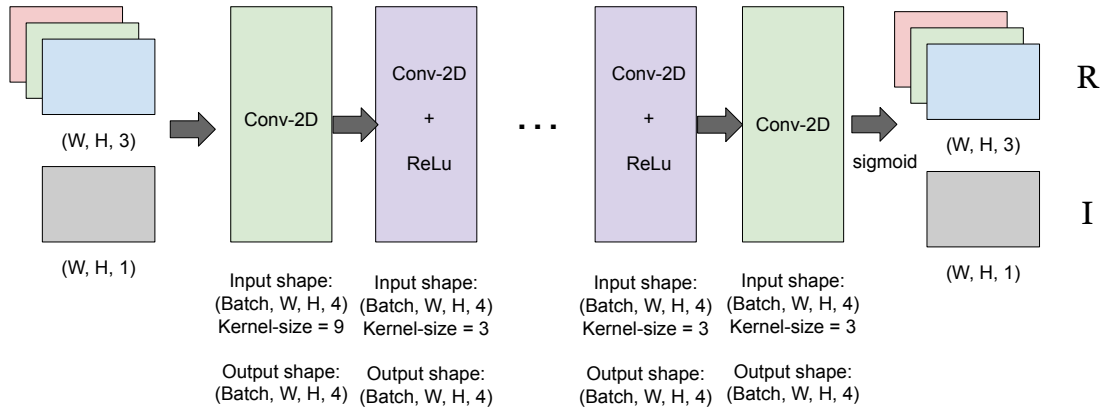 (W, H, 3)
(W, H, 1)
Conv-2D
Conv-2D
+
ReLu
...
Conv-2D
+
ReLu
Conv-2D
sigmoid
(W, H, 3)
R
(W, H, 1)
I
Input shape:
(Batch, W, H, 4)
Kernel-size = 9
Output shape:
(Batch, W, H, 4)
Input shape:
(Batch, W, H, 4)
Kernel-size = 3
Output shape:
(Batch, W, H, 4)
Input shape:
(Batch, W, H, 4)
Kernel-size = 3
Output shape:
(Batch, W, H, 4)
Input shape:
(Batch, W, H, 4)
Kernel-size = 3
Output shape:
(Batch, W, H, 4)